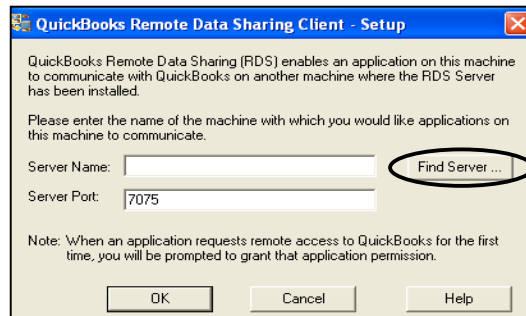 QuickBooks Remote Data Sharing Client - Setup
QuickBooks Remote Data Sharing (RDS) enables an application on this machine
to communicate with QuickBooks on another machine where the RDS Server
has been installed.
Please enter the name of the machine with which you would like applications on
this machine to communicate.
Server Name:
Find Server ...
Server Port:
7075
Note: When an application requests remote access to QuickBooks for the first
time, you will be prompted to grant that application permission.
OK
Cancel
Help